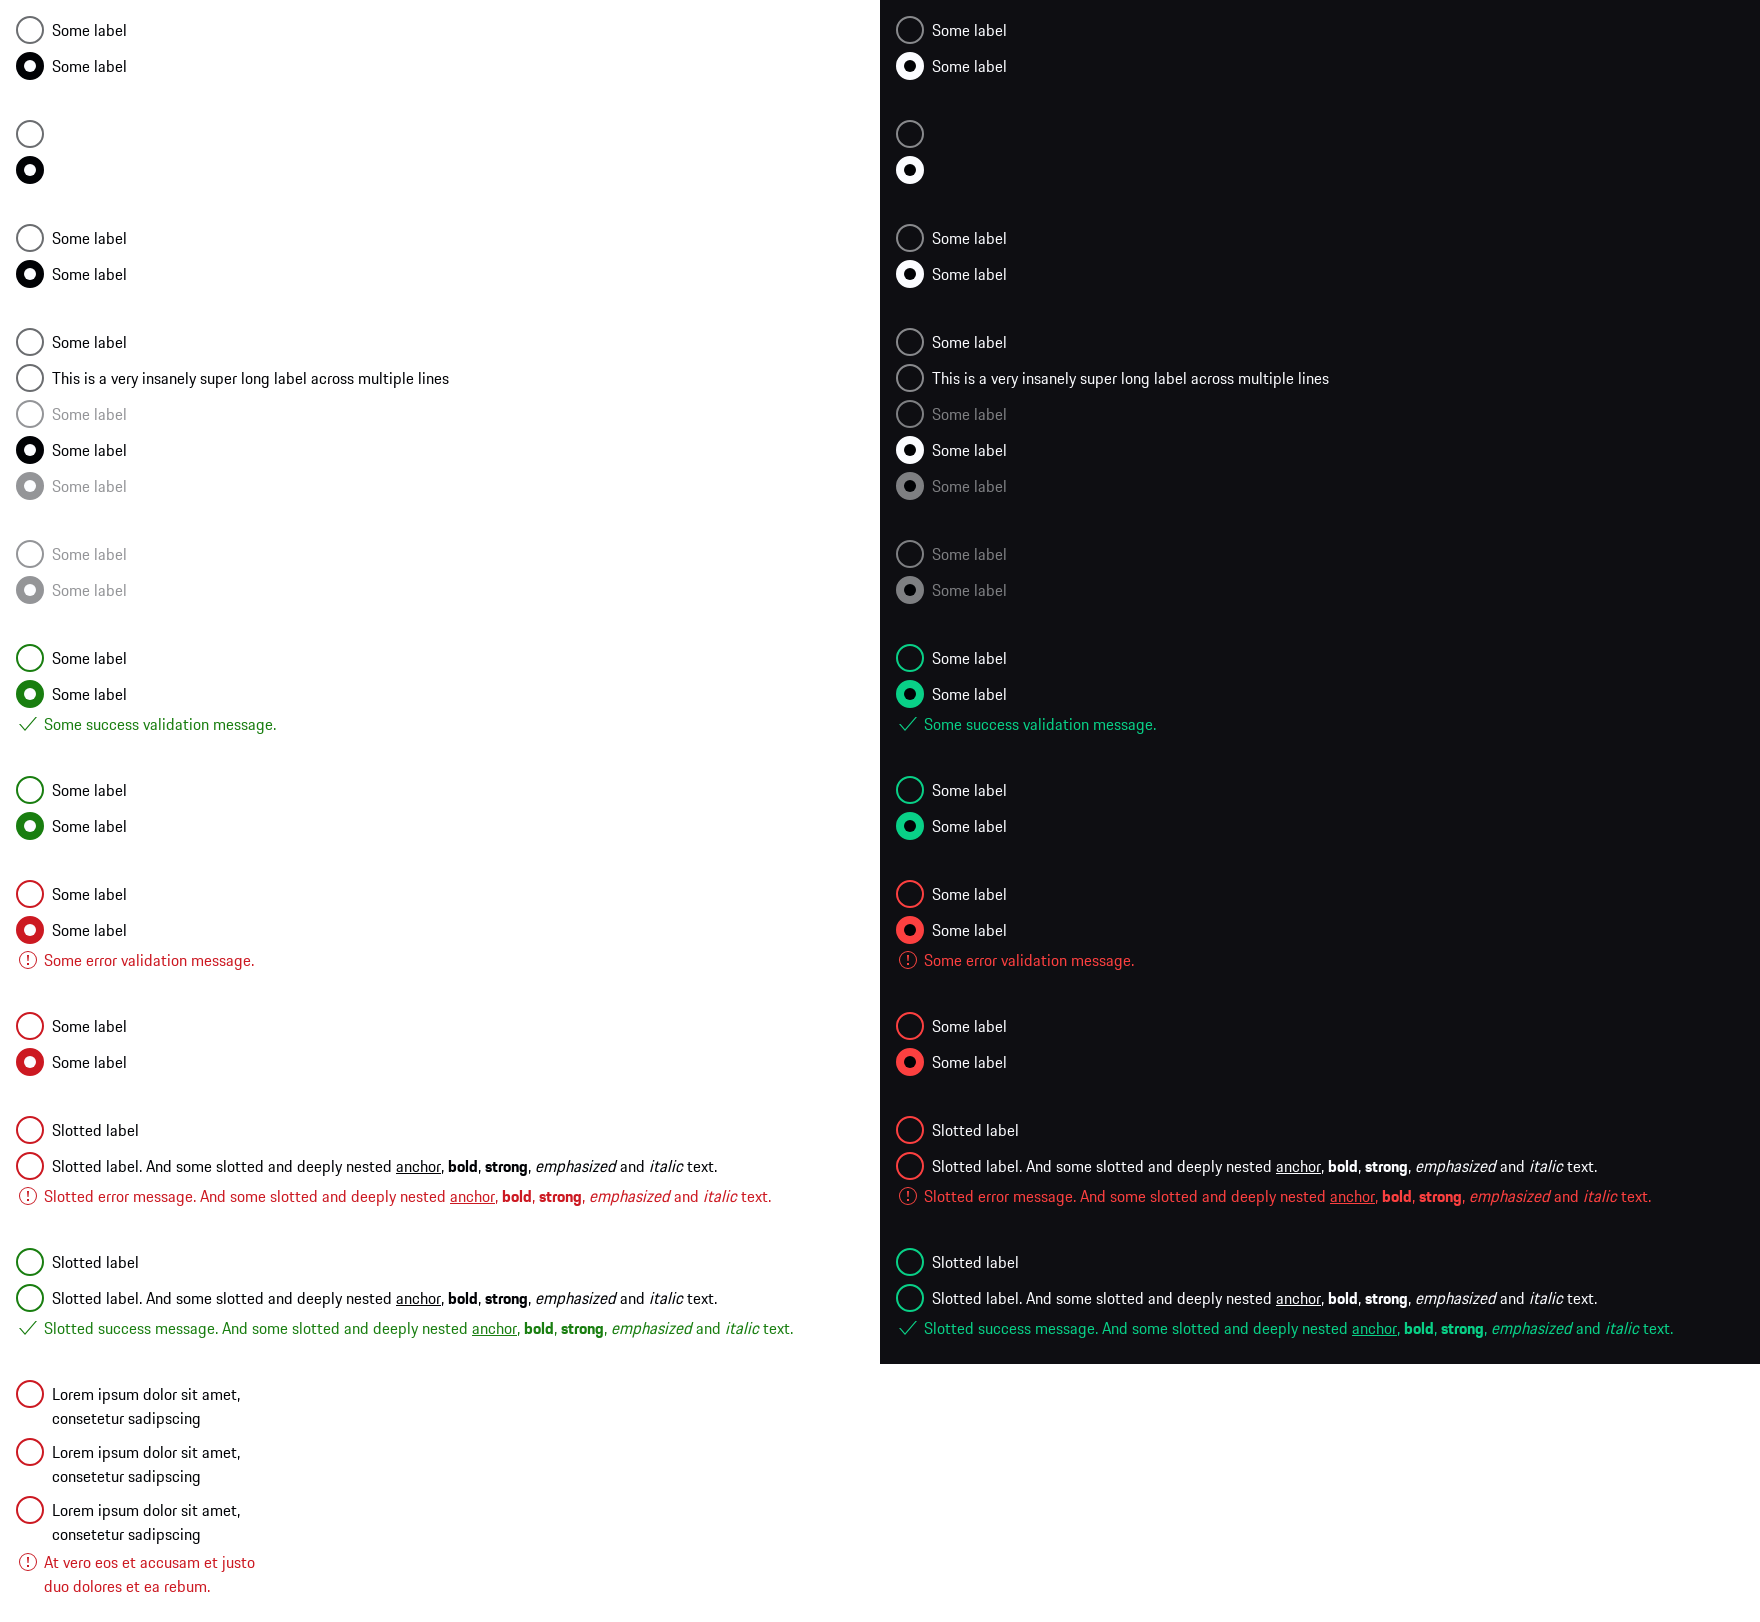 Some label
Some label
Some label
Some label
Some label
This is a very insanely super long label across multiple lines
Some label
Some label
Some label
Some label
Some label
Some label
Some label
Some success validation message.
Some label
Some label
Some label
Some label
Some error validation message.
Some label
Some label
Slotted label
Slotted label. And some slotted and deeply nested anchor, bold, strong, emphasized and italic text.
Slotted error message. And some slotted and deeply nested anchor, bold, strong, emphasized and italic text.
Slotted label
Slotted label. And some slotted and deeply nested anchor, bold, strong, emphasized and italic text.
Slotted success message. And some slotted and deeply nested anchor, bold, strong, emphasized and italic text.
Lorem ipsum dolor sit amet,
consetetur sadipscing
Lorem ipsum dolor sit amet,
consetetur sadipscing
Lorem ipsum dolor sit amet,
consetetur sadipscing
At vero eos et accusam et justo
duo dolores et ea rebum.
Some label
Some label
Some label
Some label
Some label
This is a very insanely super long label across multiple lines
Some label
Some label
Some label
Some label
Some label
Some label
Some label
Some success validation message.
Some label
Some label
Some label
Some label
Some error validation message.
Some label
Some label
Slotted label
Slotted label. And some slotted and deeply nested anchor, bold, strong, emphasized and italic text.
Slotted error message. And some slotted and deeply nested anchor, bold, strong, emphasized and italic text.
Slotted label
Slotted label. And some slotted and deeply nested anchor, bold, strong, emphasized and italic text.
Slotted success message. And some slotted and deeply nested anchor, bold, strong, emphasized and italic text.